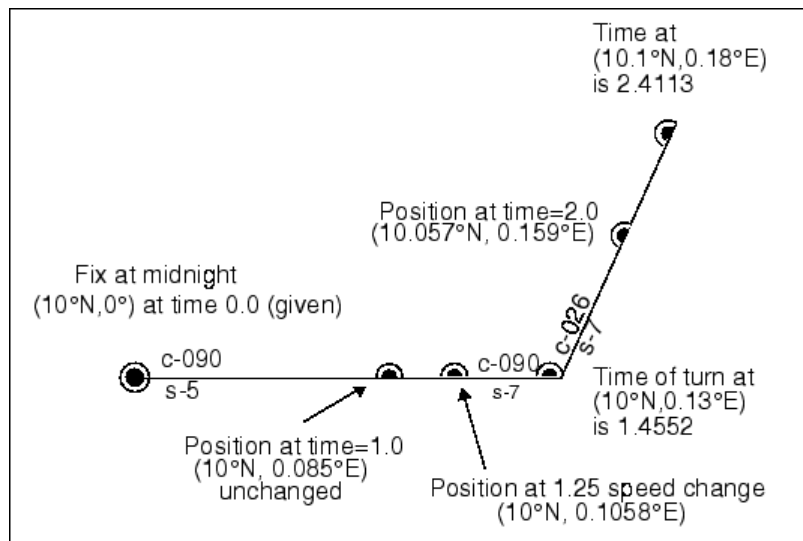 Time at
(10.1°N,0.18°E)
is 2.4113
Position at time=2.0
(10.057°N, 0.159°E)
Fix at midnight
(10°N,0°) at time 0.0 (given)
c-090
s-5
c-090
s-7
c-026
s-7
Time of turn at
(10°N,0.13°E)
is 1.4552
Position at time=1.0
(10°N, 0.085°E)
unchanged
Position at 1.25 speed change
(10°N, 0.1058°E)